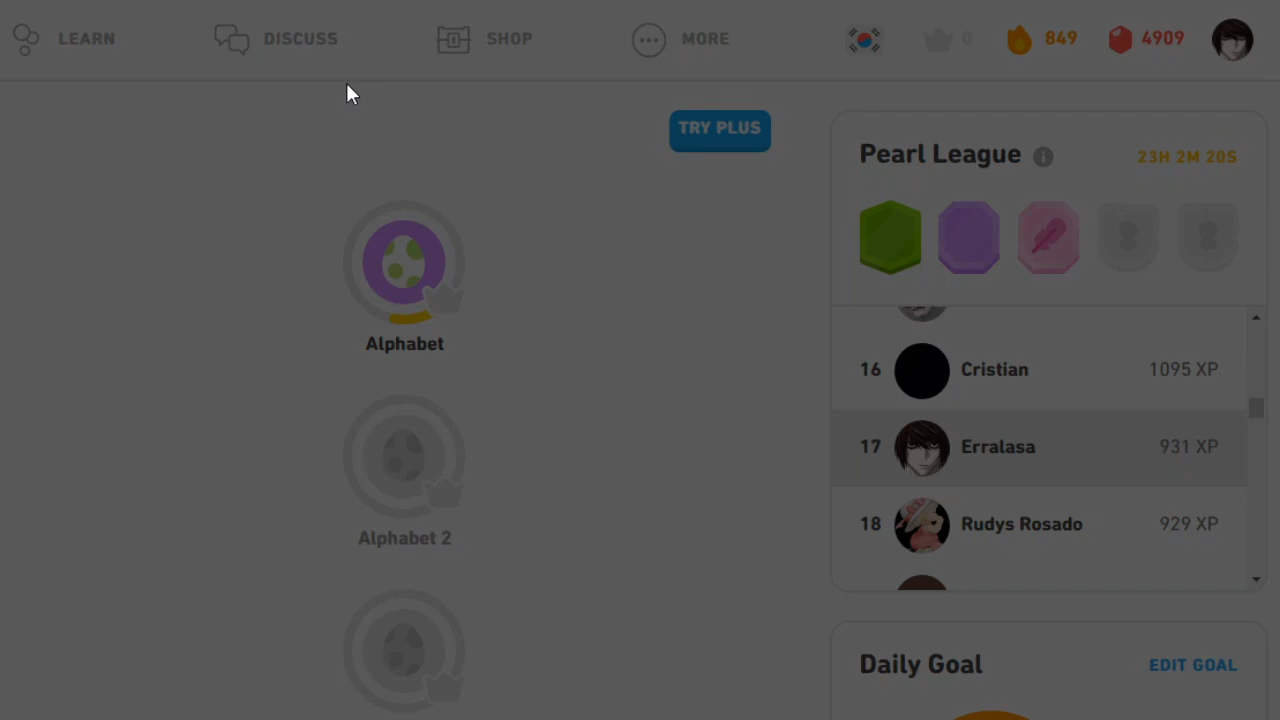 LEARN
DISCUSS
SHOP
MORE
0
849
4909
TRY PLUS
Pearl League
23H 2M 20S
Alphabet
16 Cristian 1095 XP
17 Erralasa 931 XP
18 Rudys Rosado 929 XP
Alphabet 2
Daily Goal
EDIT GOAL